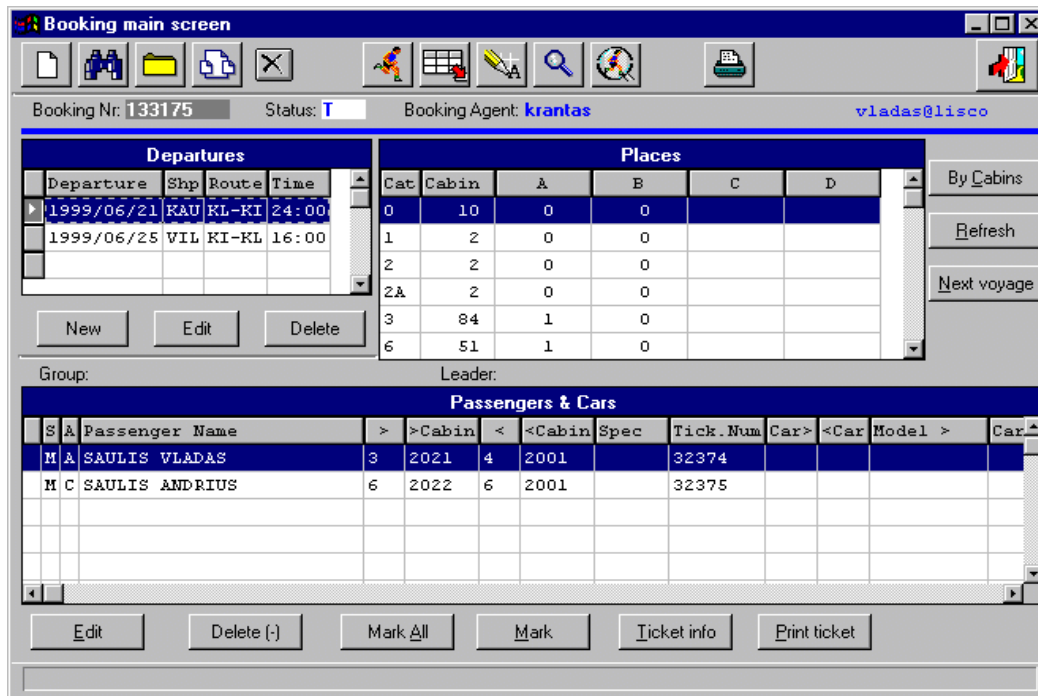 Booking main screen
Booking Nr: 133175 Status: T Booking Agent: krantas vladas@lisco
Departures
Departure Shp Route Time
1999/06/21 KAU KL-KI 24:00
1999/06/25 VIL KI-KL 16:00
New Edit Delete
Places
Cat Cabin A B C D
0 10 0 0
1 2 0 0
2 2 0 0
2A 2 0 0
3 84 1 0
6 51 1 0
By Cabins
Refresh
Next voyage
Group: Leader:
Passengers & Cars
S A Passenger Name > >Cabin < <Cabin Spec Tick.Num Car> <Car Model > Car
M A SAULIS VLADAS 3 2021 4 2001 32374
M C SAULIS ANDRIUS 6 2022 6 2001 32375
Edit Delete (-) Mark All Mark Ticket info Print ticket